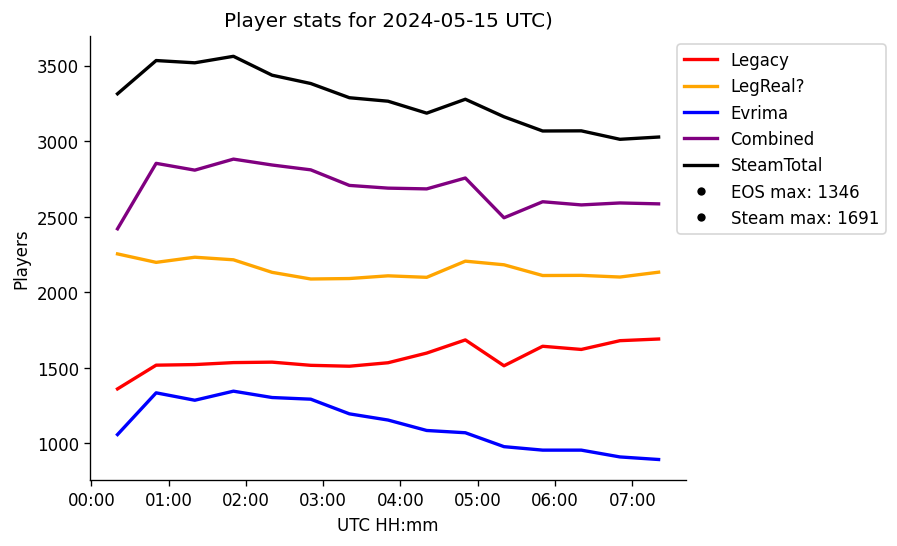 Player stats for 2024-05-15 UTC)
Legacy
LegReal?
Evrima
Combined
SteamTotal
EOS max: 1346
Steam max: 1691
Players
3500
3000
2500
2000
1500
1000
00:00 01:00 02:00 03:00 04:00 05:00 06:00 07:00
UTC HH:mm